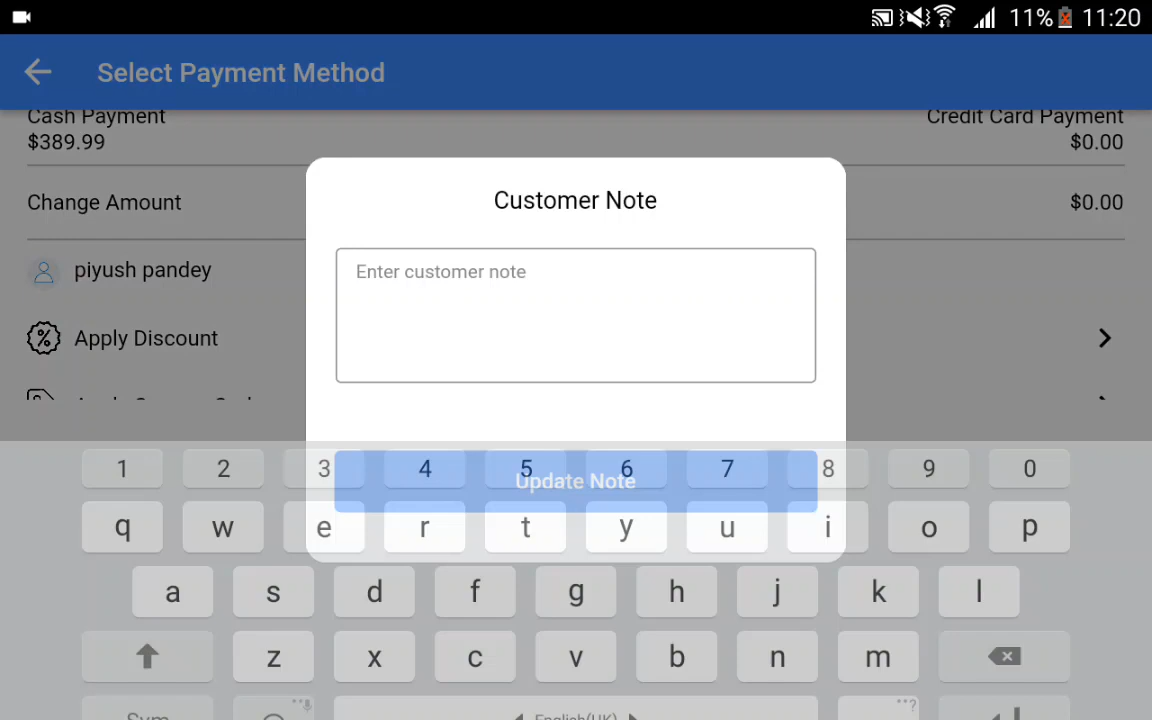 11% 11:20
Select Payment Method
Cash Payment Credit Card Payment
$389.99 $0.00
Customer Note
Change Amount $0.00
Enter customer note
piyush pandey
Apply Discount
1 2 3 4 5 6 7 8 9 0
Update Note
q w e r t y u i o p
a s d f g h j k l
z x c v b n m
Sym English(UK)